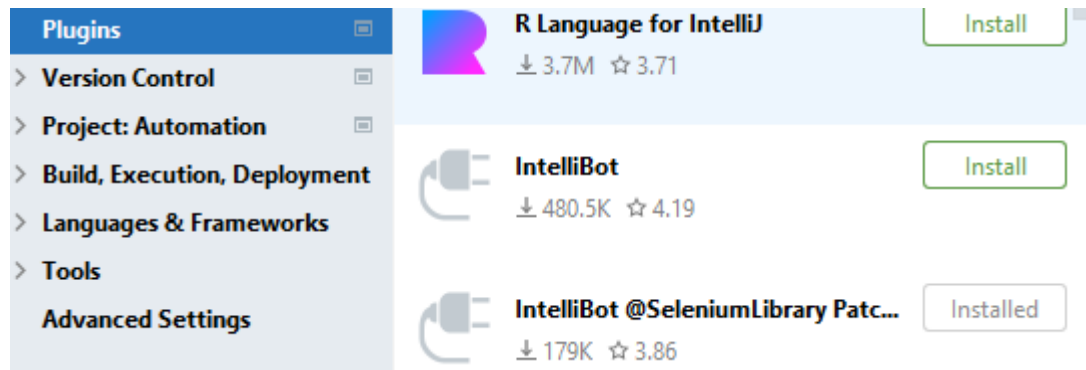 Plugins
Version Control
Project: Automation
Build, Execution, Deployment
Languages & Frameworks
Tools
Advanced Settings
R Language for IntelliJ
Install
3.7M 3.71
IntelliBot
Install
480.5K 4.19
IntelliBot @SeleniumLibrary Patc...
Installed
179K 3.86